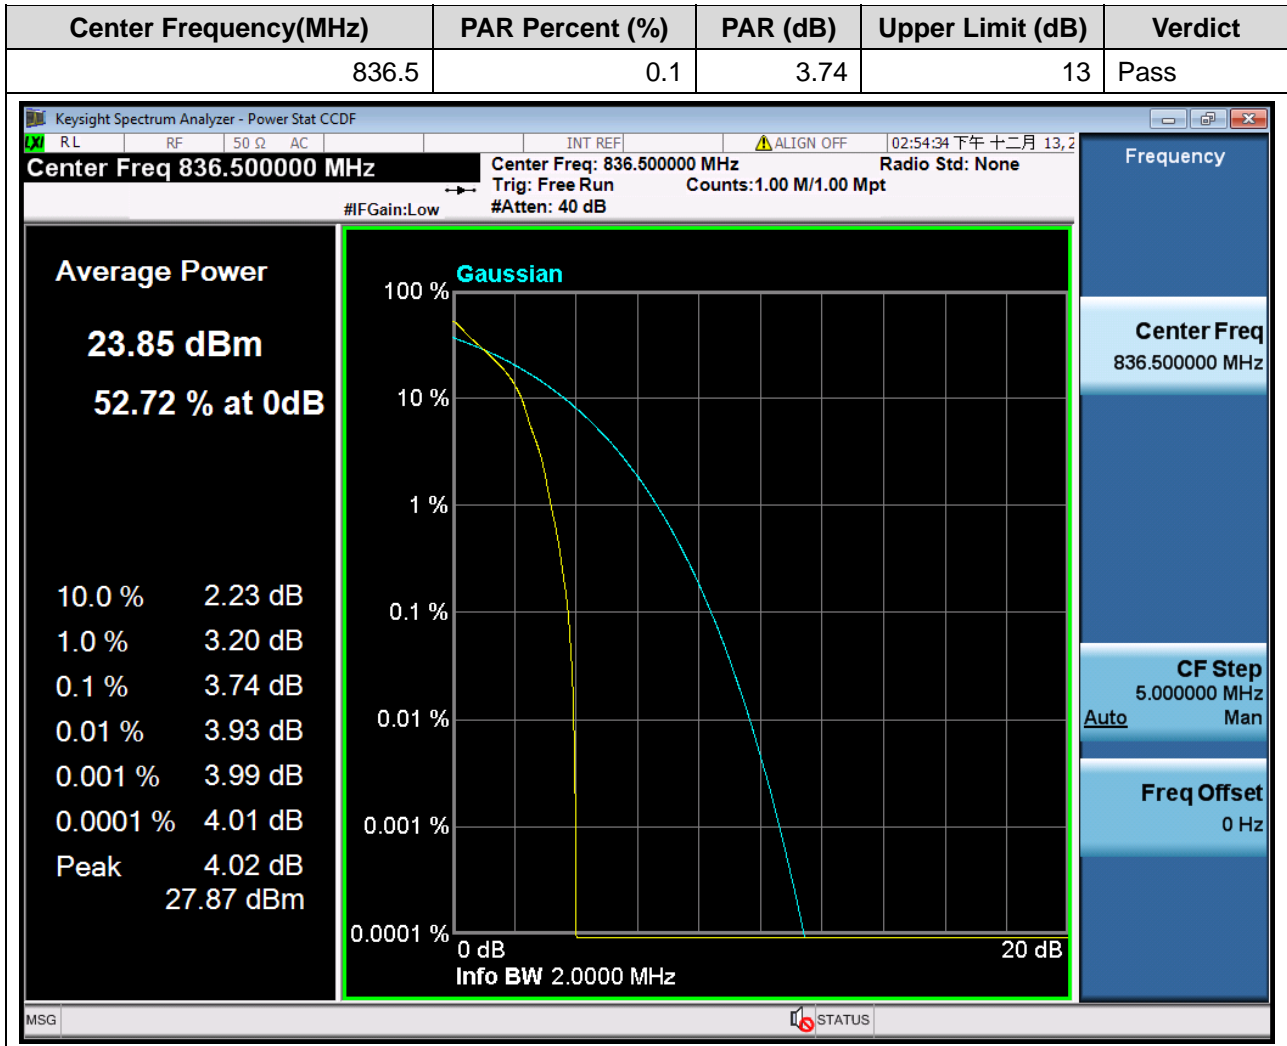 Center Frequency(MHz) PAR Percent (%) PAR (dB) Upper Limit (dB) Verdict
836.5 0.1 3.74 13 Pass
Keysight Spectrum Analyzer - Power Stat CCDF
LXI RL RF 50 Ω AC INT REF ALIGN OFF 02:54:34 下午 十二月 13, 2
Center Freq 836.500000 MHz
Center Freq: 836.500000 MHz Radio Std: None
Trig: Free Run Counts:1.00 M/1.00 Mpt
#IFGain:Low #Atten: 40 dB
Average Power
23.85 dBm
52.72 % at 0dB
10.0 % 2.23 dB
1.0 % 3.20 dB
0.1 % 3.74 dB
0.01 % 3.93 dB
0.001 % 3.99 dB
0.0001 % 4.01 dB
Peak 4.02 dB
27.87 dBm
Gaussian
100 %
10 %
1 %
0.1 %
0.01 %
0.001 %
0.0001 %
0 dB 20 dB
Info BW 2.0000 MHz
Frequency
Center Freq
836.500000 MHz
CF Step
5.000000 MHz
Auto Man
Freq Offset
0 Hz
MSG STATUS